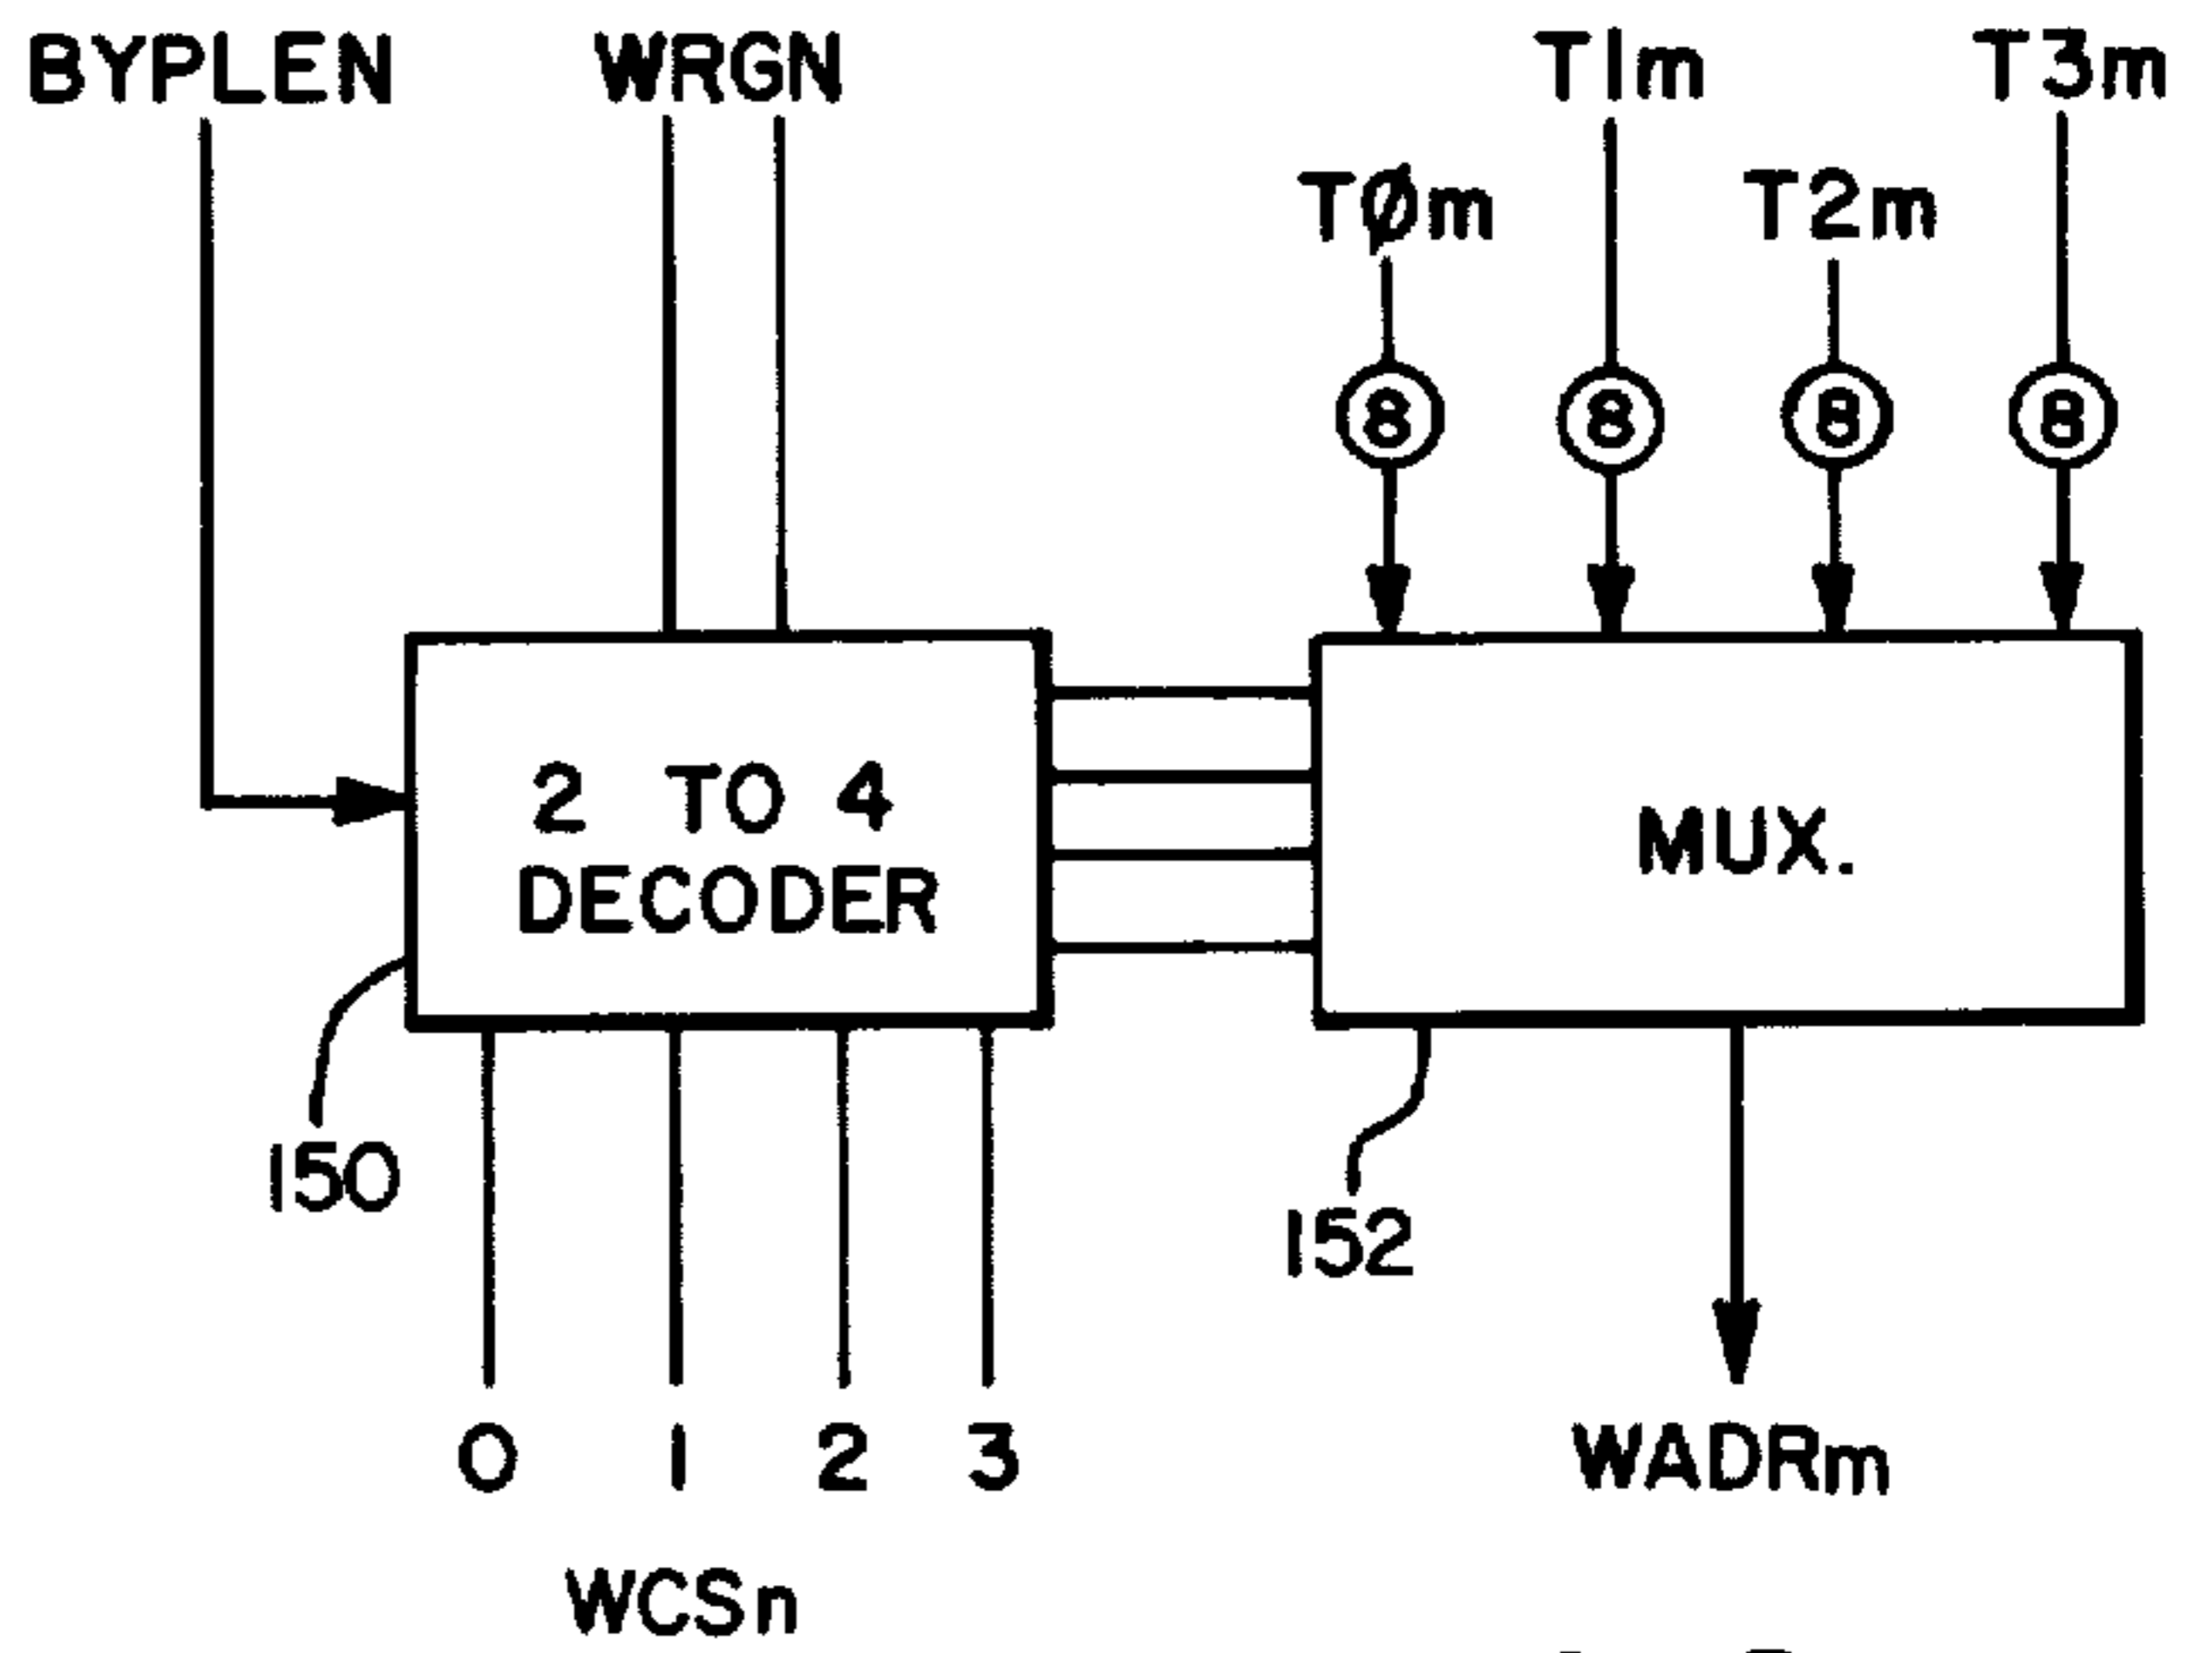 BYPLEN WRGN T1m T3m
TØm T2m
8 8 8 8
2 TO 4
DECODER
MUX.
150
152
0 1 2 3
WADRm
WCSn